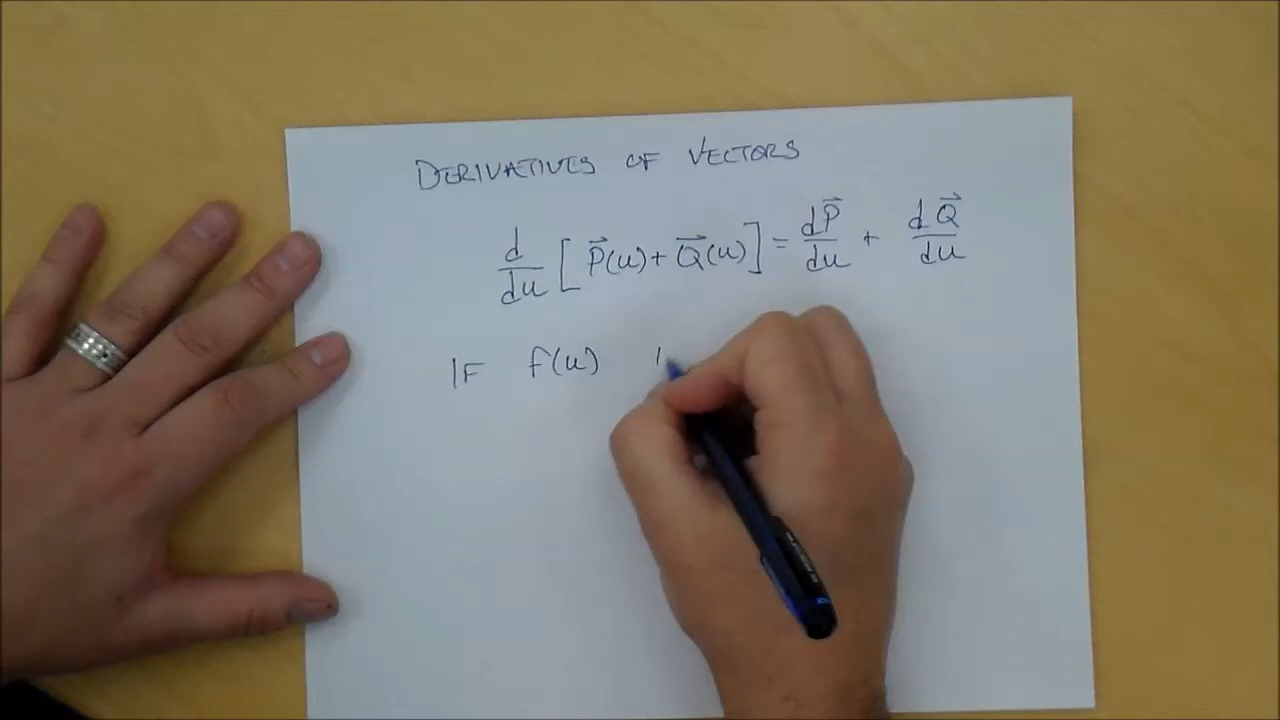 DERIVATIVES OF VECTORS
d/du [ P⃗(u) + Q⃗(u) ] = dP⃗/du + dQ⃗/du
IF f(u) I